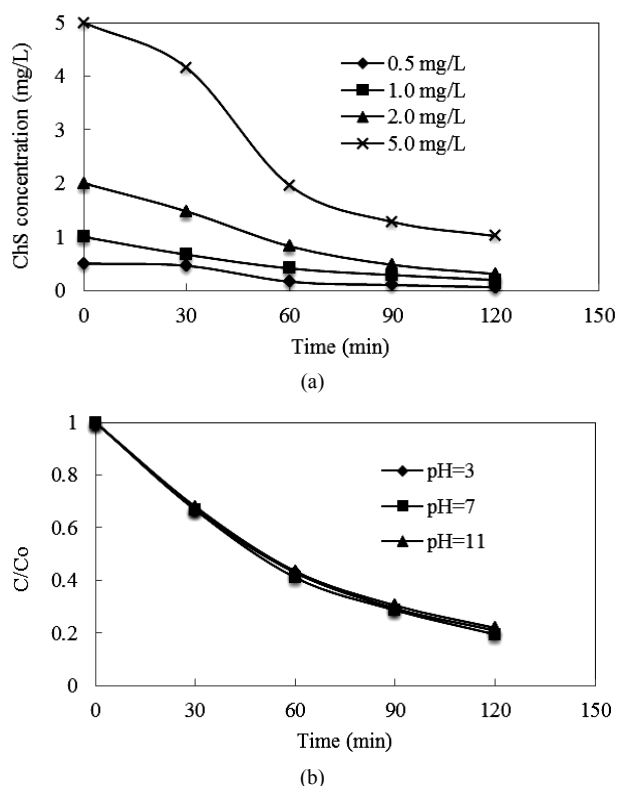 5
4
3
2
1
0
ChS concentration (mg/L)
0.5 mg/L
1.0 mg/L
2.0 mg/L
5.0 mg/L
0 30 60 90 120 150
Time (min)
(a)
1
0.8
0.6
0.4
0.2
0
C/Co
pH=3
pH=7
pH=11
0 30 60 90 120 150
Time (min)
(b)